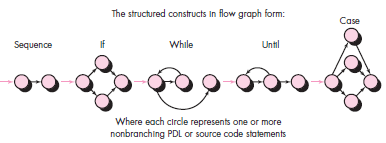 The structured constructs in flow graph form:
Case
Sequence If While Until
Where each circle represents one or more
nonbranching PDL or source code statements